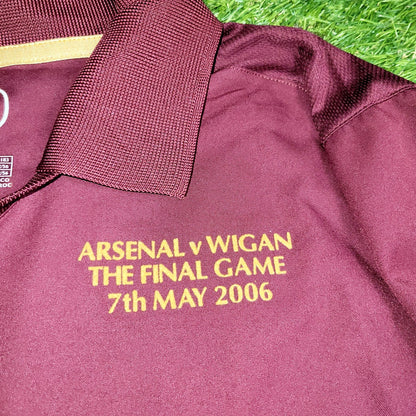 ARSENAL v WIGAN
THE FINAL GAME
7th MAY 2006